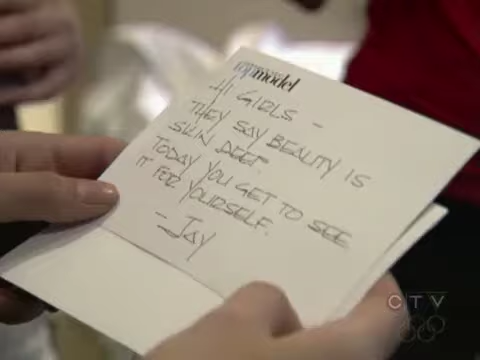 topmodel
HI GIRLS -
THEY SAY BEAUTY IS
SKIN DEEP.
TODAY YOU GET TO SEE
IT FOR YOURSELF.
- JAY
CTV